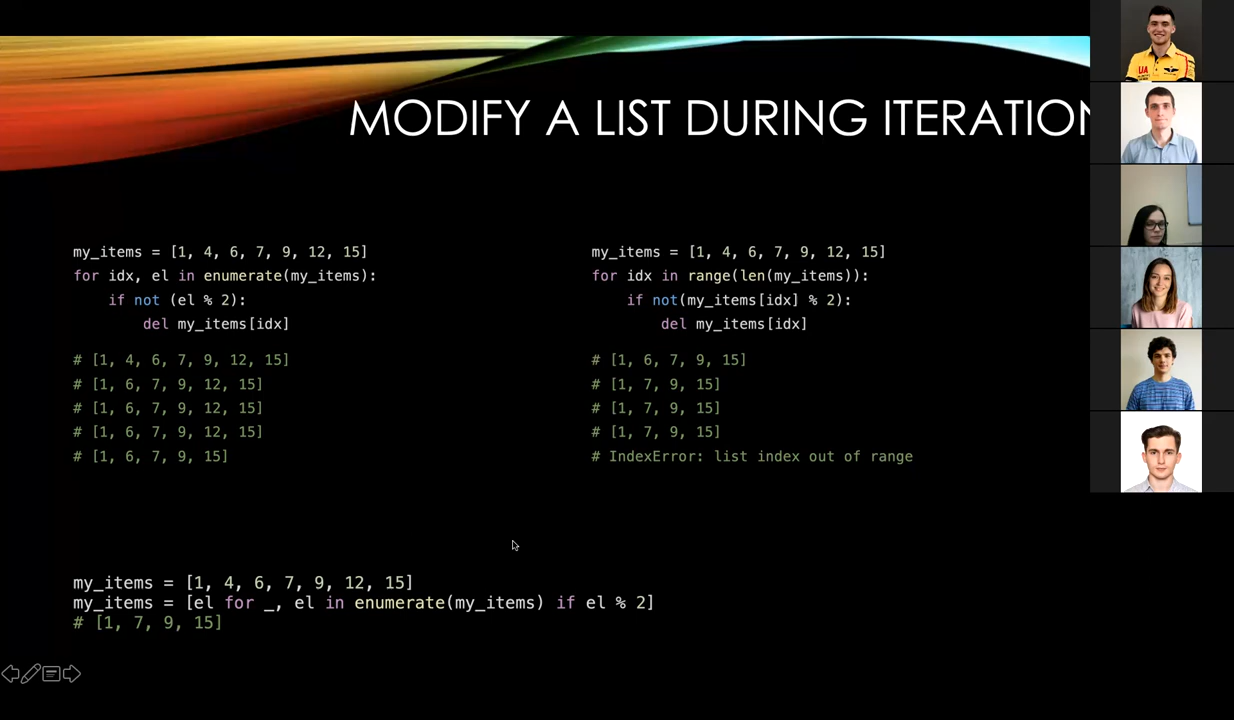 MODIFY A LIST DURING ITERATION
my_items = [1, 4, 6, 7, 9, 12, 15]
for idx, el in enumerate(my_items):
if not (el % 2):
del my_items[idx]
# [1, 4, 6, 7, 9, 12, 15]
# [1, 6, 7, 9, 12, 15]
# [1, 6, 7, 9, 12, 15]
# [1, 6, 7, 9, 12, 15]
# [1, 6, 7, 9, 15]
my_items = [1, 4, 6, 7, 9, 12, 15]
for idx in range(len(my_items)):
if not(my_items[idx] % 2):
del my_items[idx]
# [1, 6, 7, 9, 15]
# [1, 7, 9, 15]
# [1, 7, 9, 15]
# [1, 7, 9, 15]
# IndexError: list index out of range
my_items = [1, 4, 6, 7, 9, 12, 15]
my_items = [el for _, el in enumerate(my_items) if el % 2]
# [1, 7, 9, 15]
UA